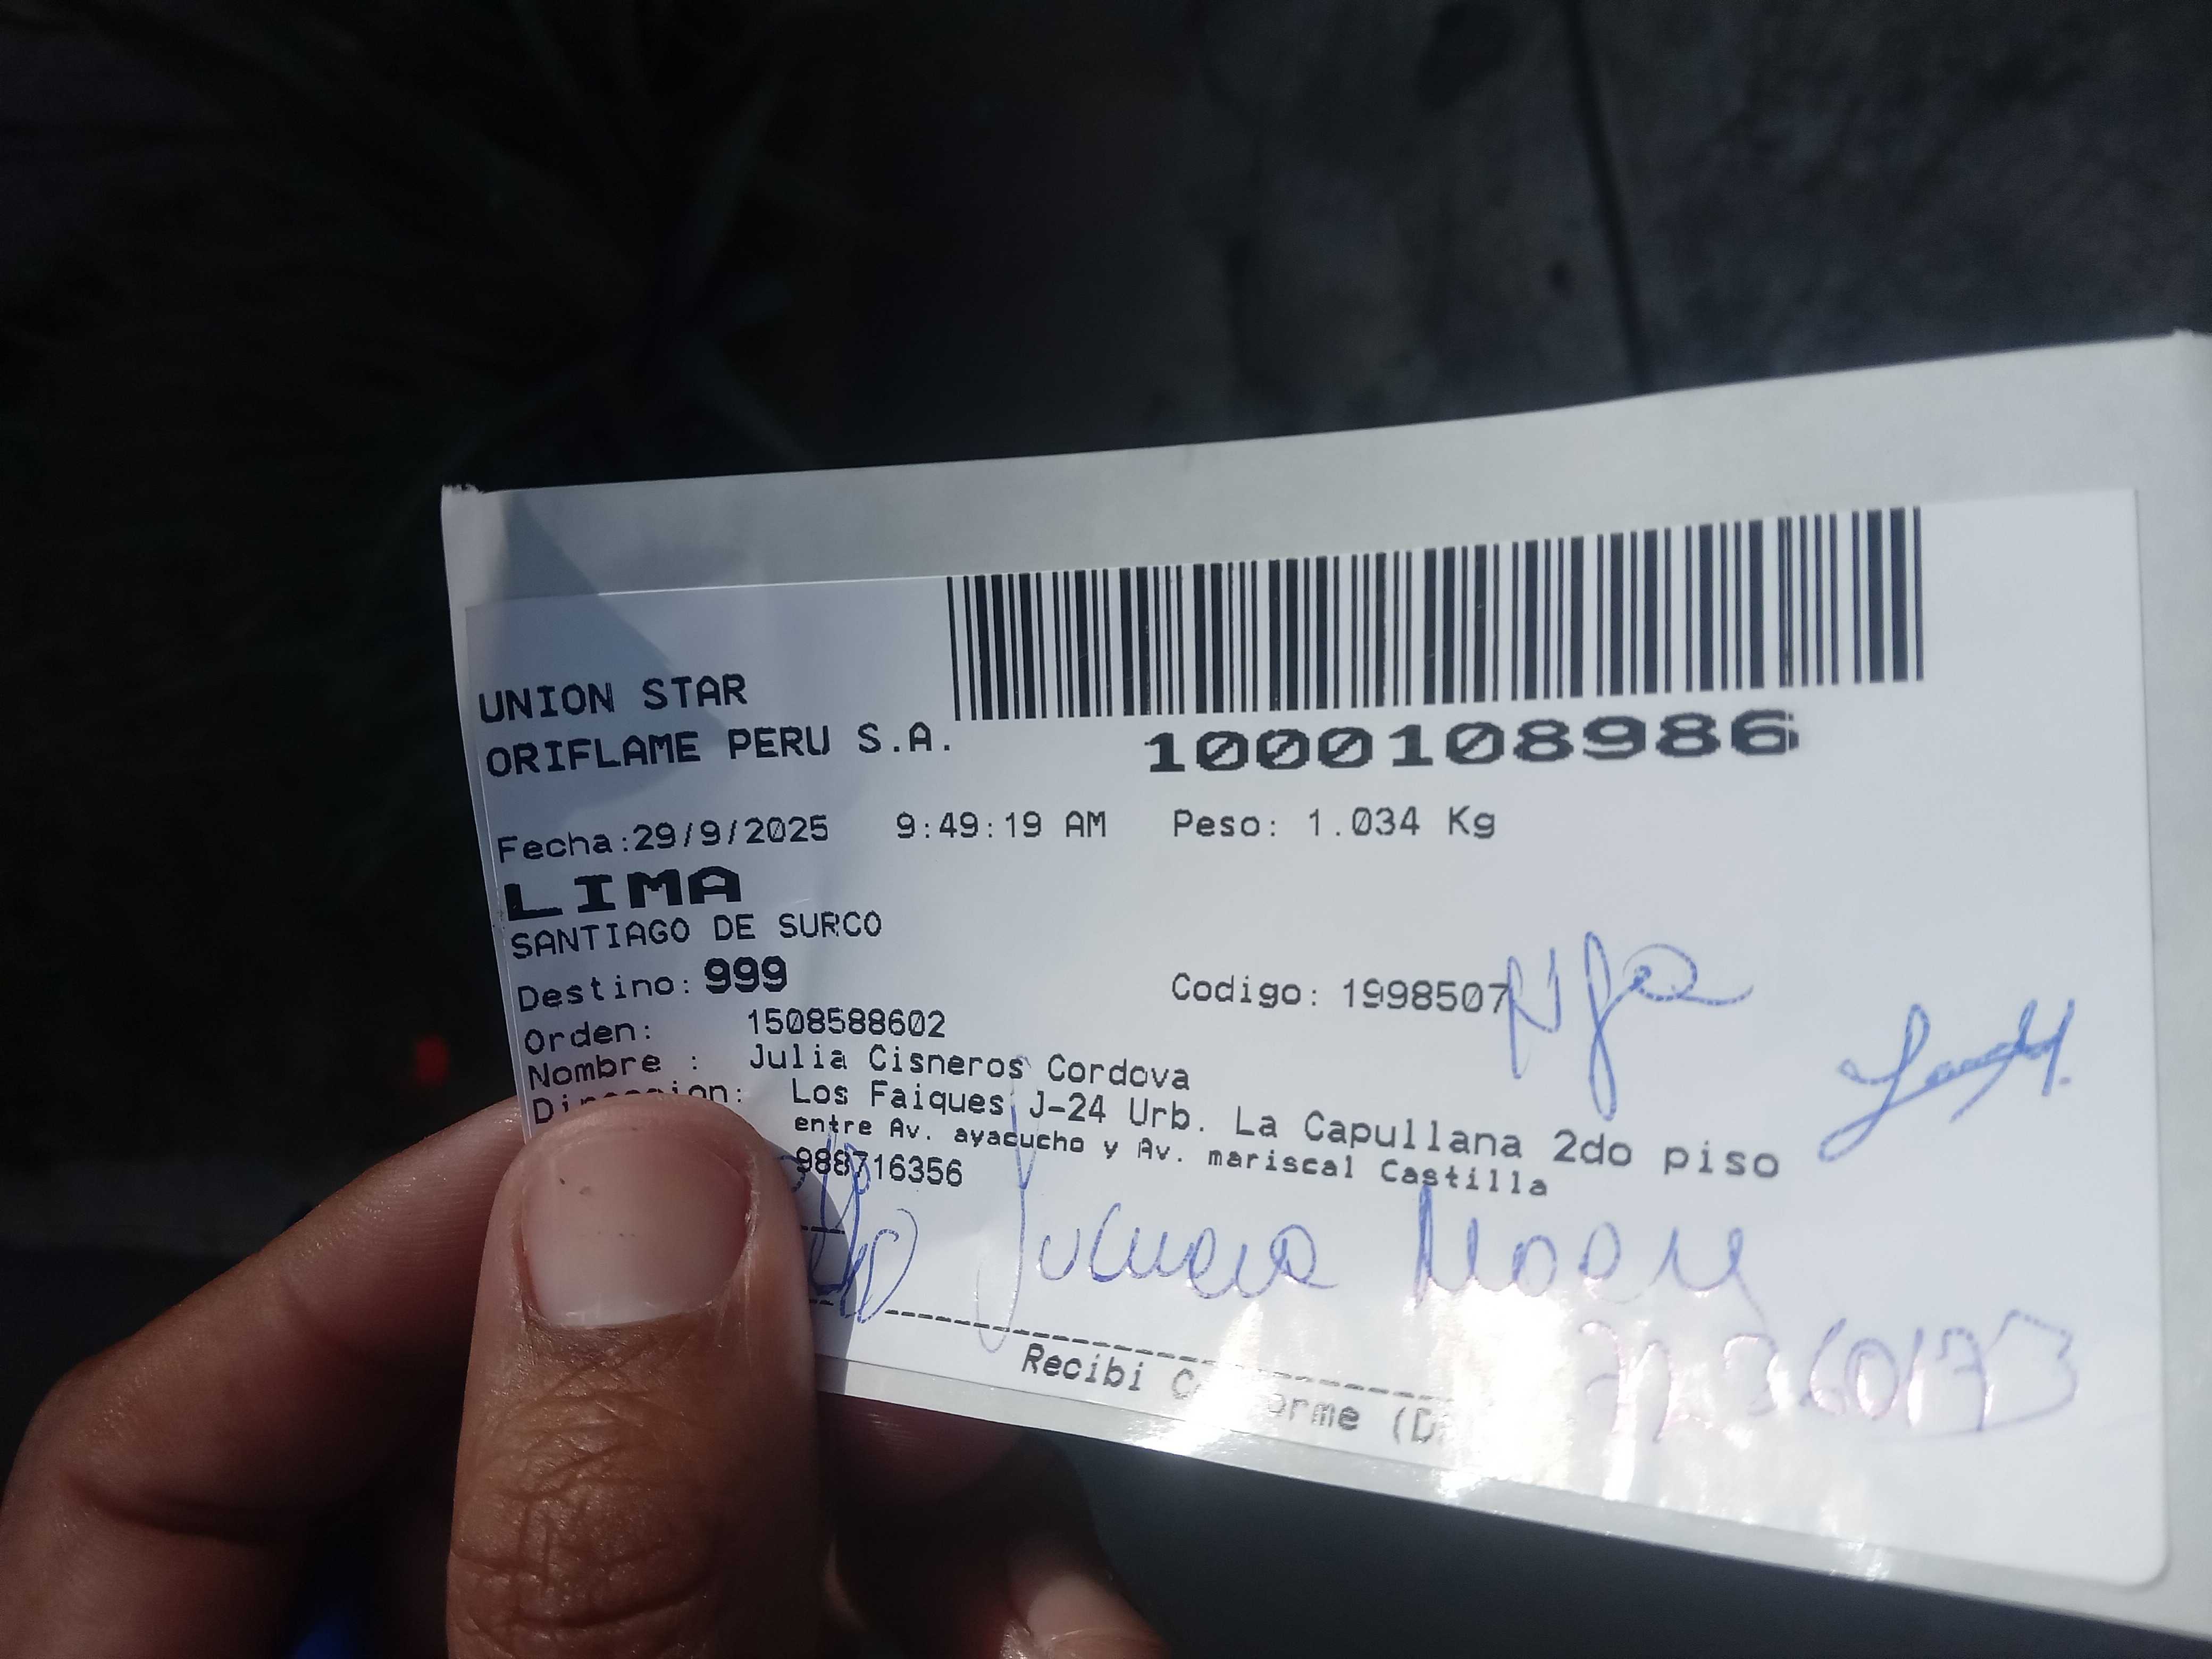 UNION STAR
ORIFLAME PERU S.A.
1000108986
Fecha:29/9/2025 9:49:19 AM Peso: 1.034 Kg
LIMA
SANTIAGO DE SURCO
Destino: 999
Codigo: 1998507
Orden: 1508588602
Nombre : Julia Cisneros Cordova
Los Faiques J-24 Urb. La Capullana 2do piso
entre Av. ayacucho y Av. mariscal Castilla
988716356
Recibi